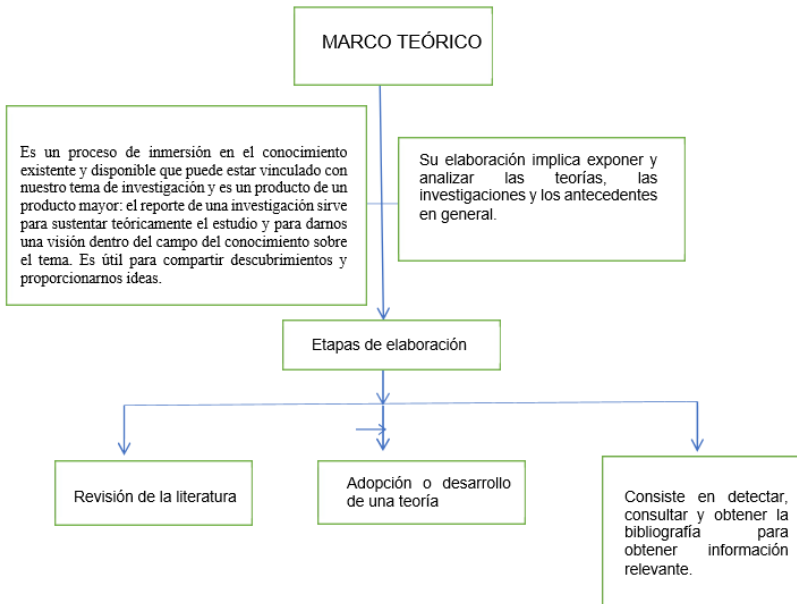 MARCO TEÓRICO
Es un proceso de inmersión en el conocimiento
existente y disponible que puede estar vinculado con
nuestro tema de investigación y es un producto de un
producto mayor: el reporte de una investigación sirve
para sustentar teóricamente el estudio y para darnos
una visión dentro del campo del conocimiento sobre
el tema. Es útil para compartir descubrimientos y
proporcionarnos ideas.
Su elaboración implica exponer y
analizar las teorías, las
investigaciones y los antecedentes
en general.
Etapas de elaboración
Revisión de la literatura
Adopción o desarrollo
de una teoría
Consiste en detectar,
consultar y obtener la
bibliografía para
obtener información
relevante.